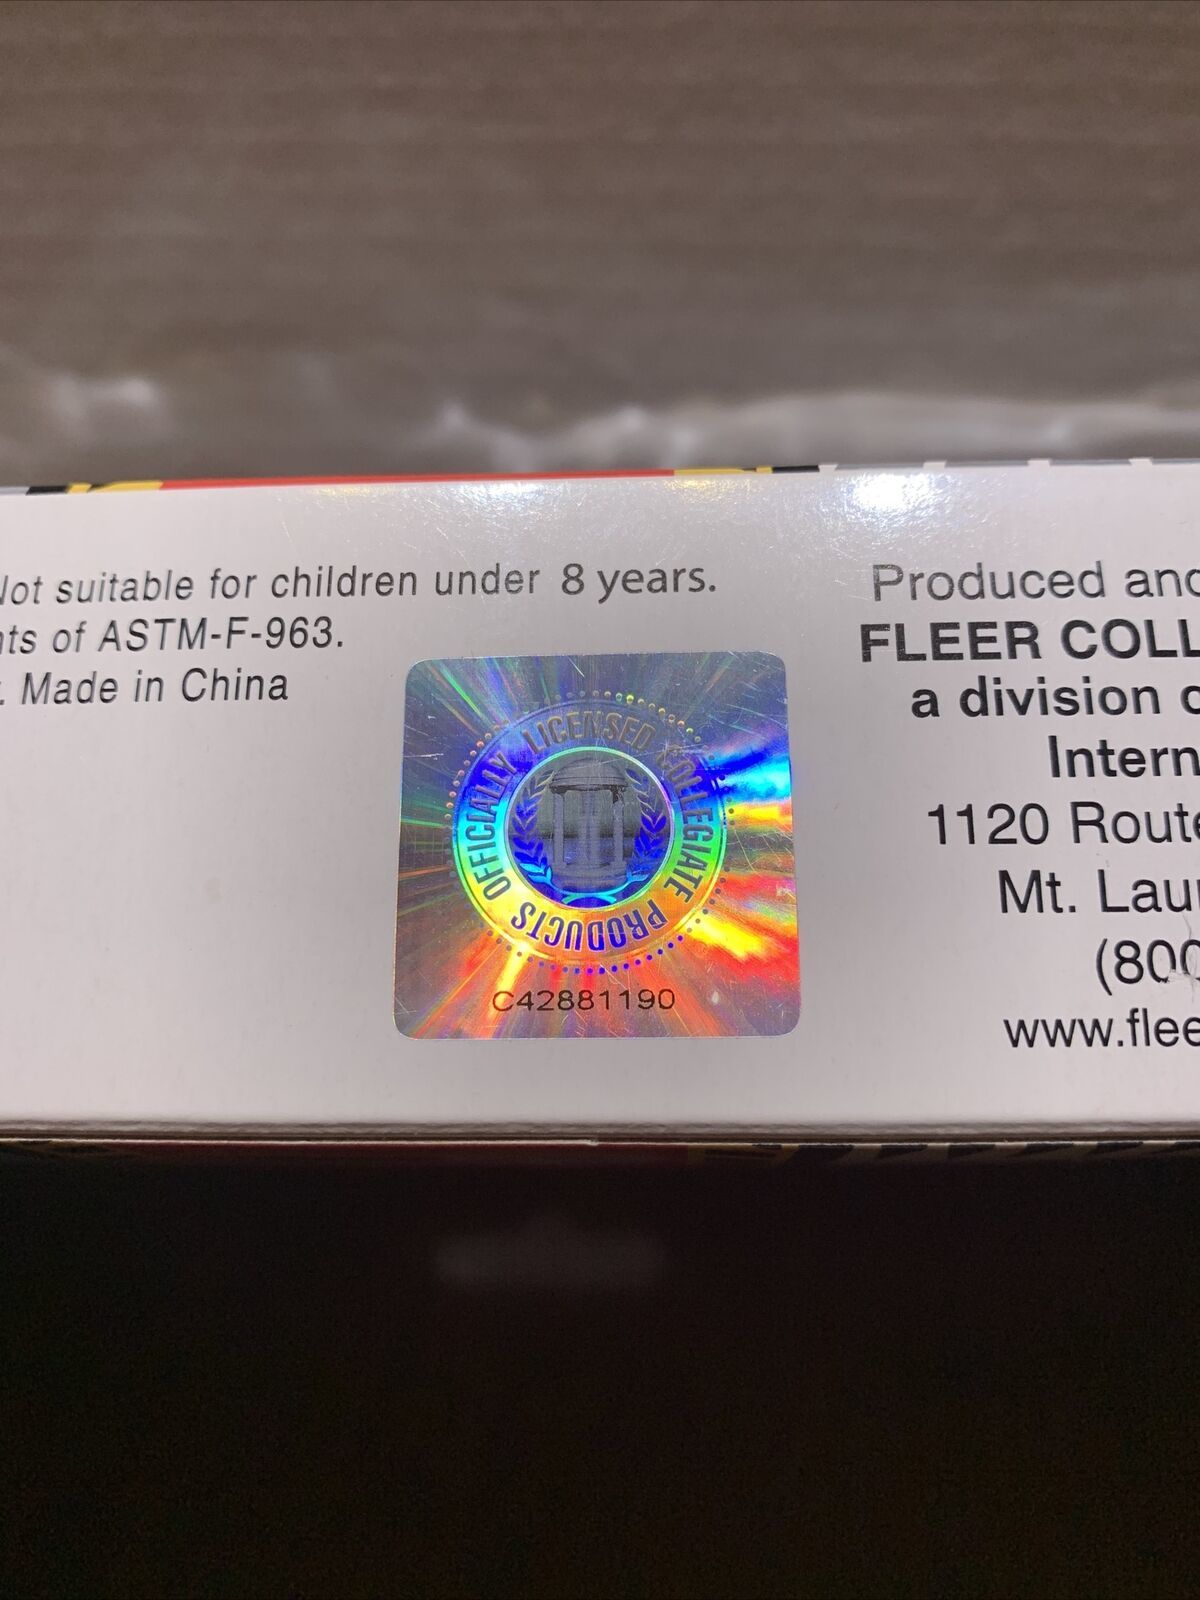 Not suitable for children under 8 years.
of ASTM-F-963.
Made in China
OFFICIALLY LICENSED COLLEGIATE PRODUCTS
C42881190
Produced and
FLEER COLL
a division o
Intern
1120 Route
Mt. Laur
(800
www.flee